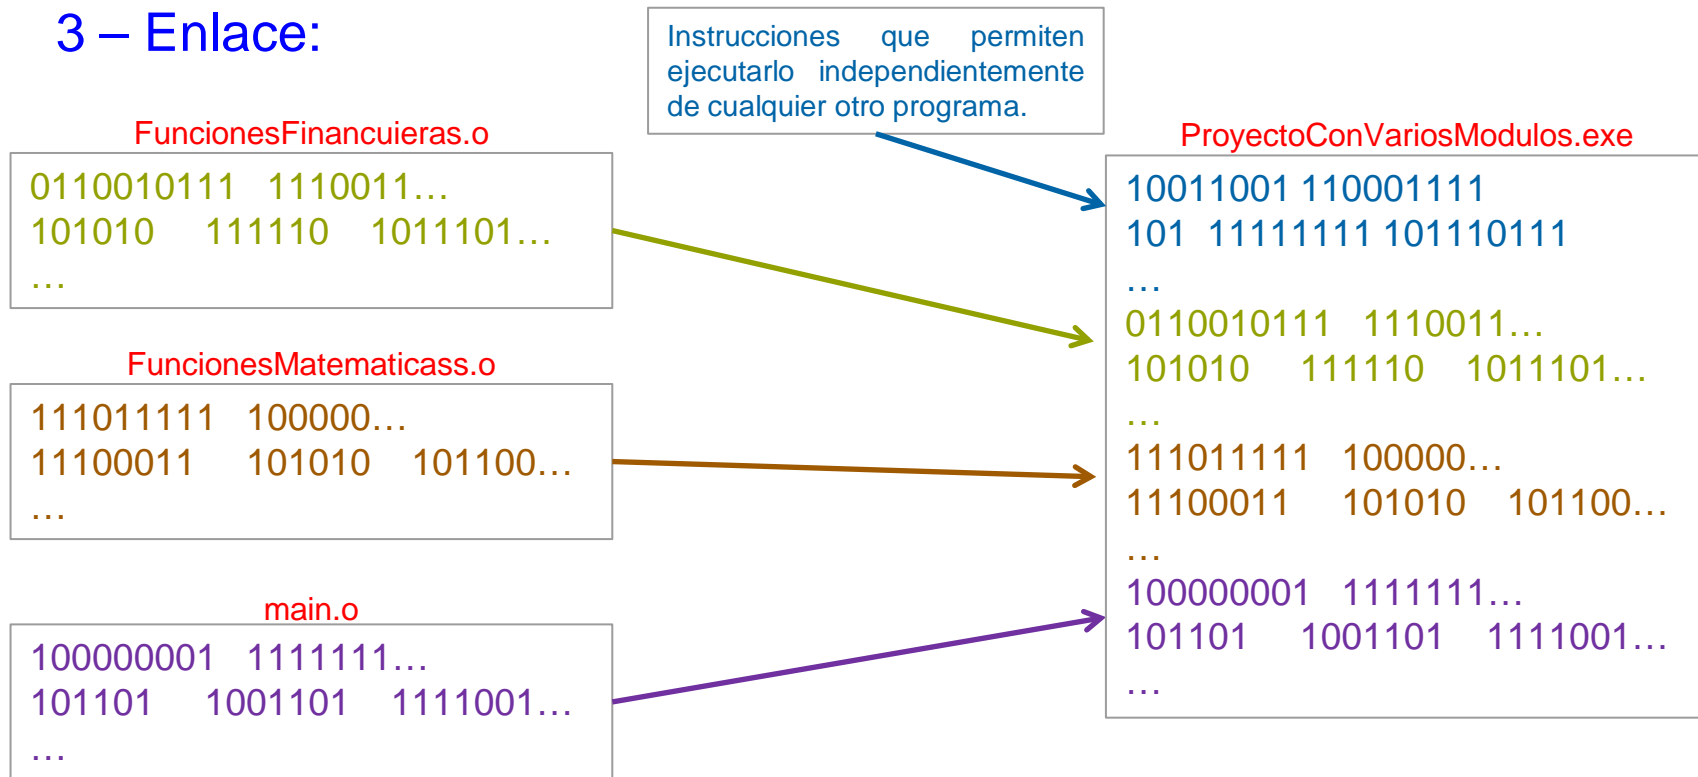 3 – Enlace:
Instrucciones que permiten
ejecutarlo independientemente
de cualquier otro programa.
FuncionesFinancuieras.o
0110010111 1110011…
101010 111110 1011101…
…
FuncionesMatematicass.o
111011111 100000…
11100011 101010 101100…
…
main.o
100000001 1111111…
101101 1001101 1111001…
…
ProyectoConVariosModulos.exe
10011001 110001111
101 11111111 101110111
…
0110010111 1110011…
101010 111110 1011101…
…
111011111 100000…
11100011 101010 101100…
…
100000001 1111111…
101101 1001101 1111001…
…